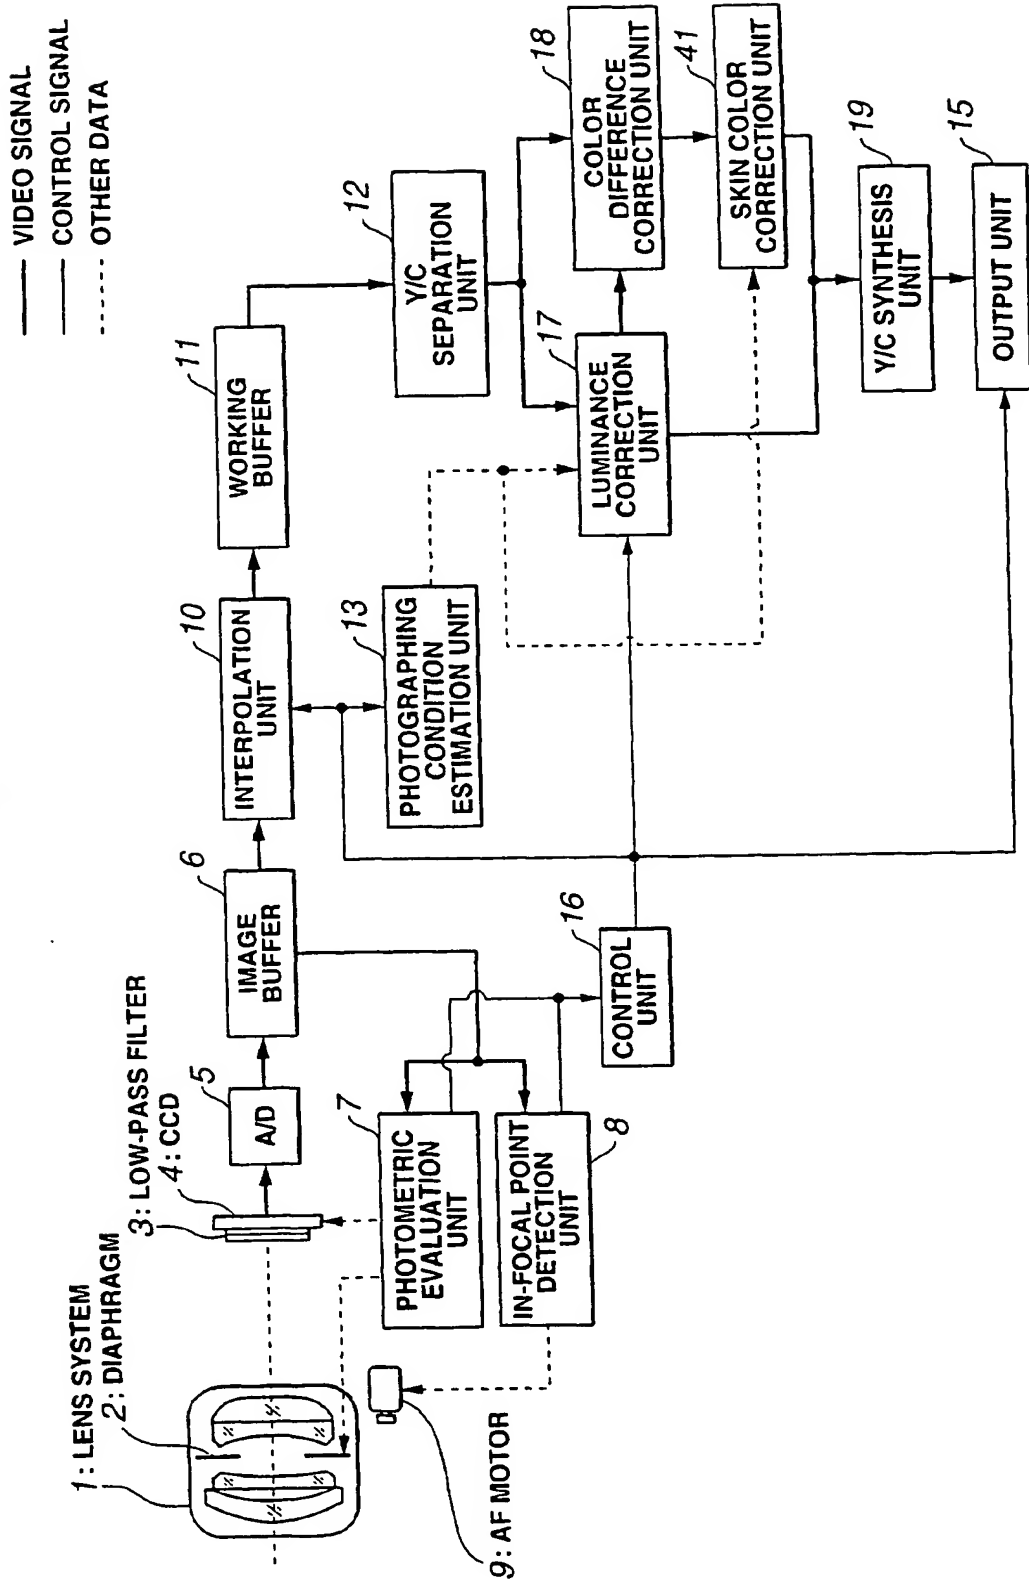 VIDEO SIGNAL
CONTROL SIGNAL
OTHER DATA
1: LENS SYSTEM
2: DIAPHRAGM
3: LOW-PASS FILTER
4: CCD
5
A/D
6
IMAGE
BUFFER
10
INTERPOLATION
UNIT
11
WORKING
BUFFER
12
Y/C
SEPARATION
UNIT
9: AF MOTOR
7
PHOTOMETRIC
EVALUATION
UNIT
8
IN-FOCAL POINT
DETECTION
UNIT
13
PHOTOGRAPHING
CONDITION
ESTIMATION UNIT
16
CONTROL
UNIT
17
LUMINANCE
CORRECTION
UNIT
18
COLOR
DIFFERENCE
CORRECTION UNIT
41
SKIN COLOR
CORRECTION UNIT
19
Y/C SYNTHESIS
UNIT
15
OUTPUT UNIT